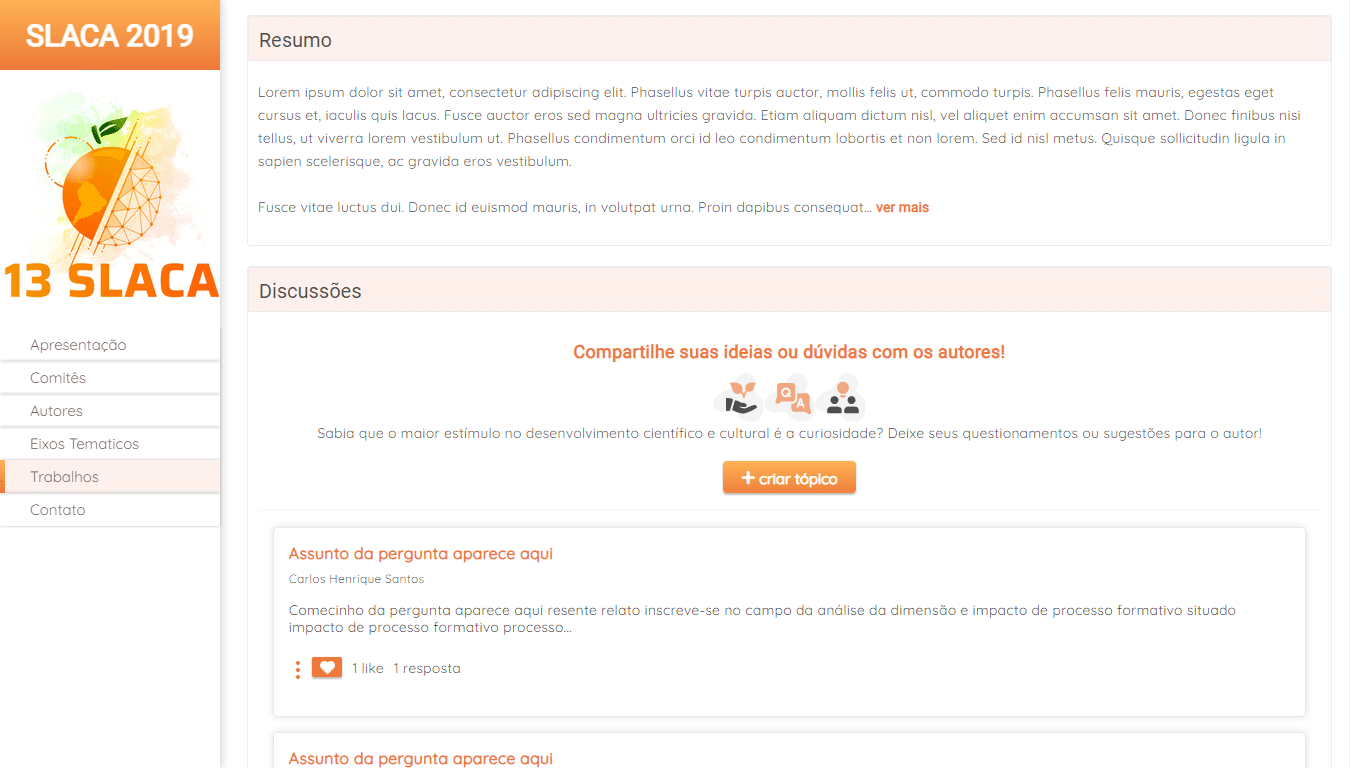 SLACA 2019
13 SLACA
Apresentação
Comitês
Autores
Eixos Tematicos
Trabalhos
Contato
Resumo
Lorem ipsum dolor sit amet, consectetur adipiscing elit. Phasellus vitae turpis auctor, mollis felis ut, commodo turpis. Phasellus felis mauris, egestas eget
cursus et, iaculis quis lacus. Fusce auctor eros sed magna ultricies gravida. Etiam aliquam dictum nisl, vel aliquet enim accumsan sit amet. Donec finibus nisi
tellus, ut viverra lorem vestibulum ut. Phasellus condimentum orci id leo condimentum lobortis et non lorem. Sed id nisl metus. Quisque sollicitudin ligula in
sapien scelerisque, ac gravida eros vestibulum.
Fusce vitae luctus dui. Donec id euismod mauris, in volutpat urna. Proin dapibus consequat... ver mais
Discussões
Compartilhe suas ideias ou dúvidas com os autores!
Q
A
Sabia que o maior estímulo no desenvolvimento científico e cultural é a curiosidade? Deixe seus questionamentos ou sugestões para o autor!
+ criar tópico
Assunto da pergunta aparece aqui
Carlos Henrique Santos
Comecinho da pergunta aparece aqui resente relato inscreve-se no campo da análise da dimensão e impacto de processo formativo situado
impacto de processo formativo processo...
1 like 1 resposta
Assunto da pergunta aparece aqui